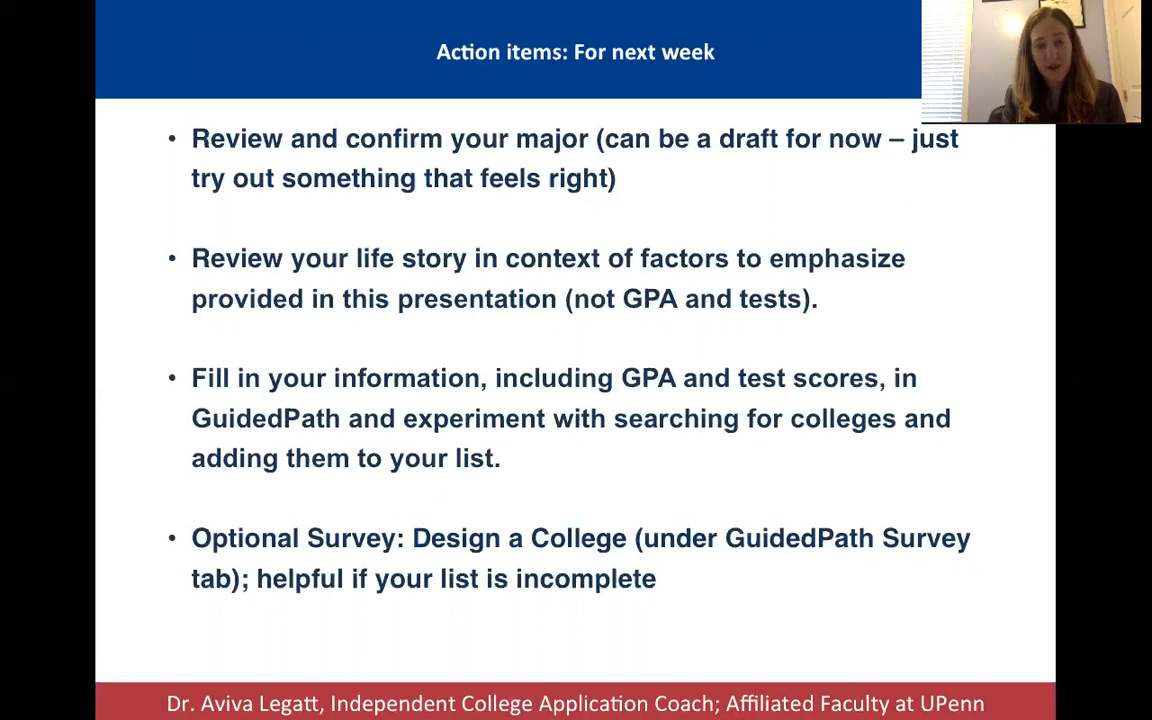 Action items: For next week
• Review and confirm your major (can be a draft for now – just
try out something that feels right)
• Review your life story in context of factors to emphasize
provided in this presentation (not GPA and tests).
• Fill in your information, including GPA and test scores, in
GuidedPath and experiment with searching for colleges and
adding them to your list.
• Optional Survey: Design a College (under GuidedPath Survey
tab); helpful if your list is incomplete
Dr. Aviva Legatt, Independent College Application Coach; Affiliated Faculty at UPenn